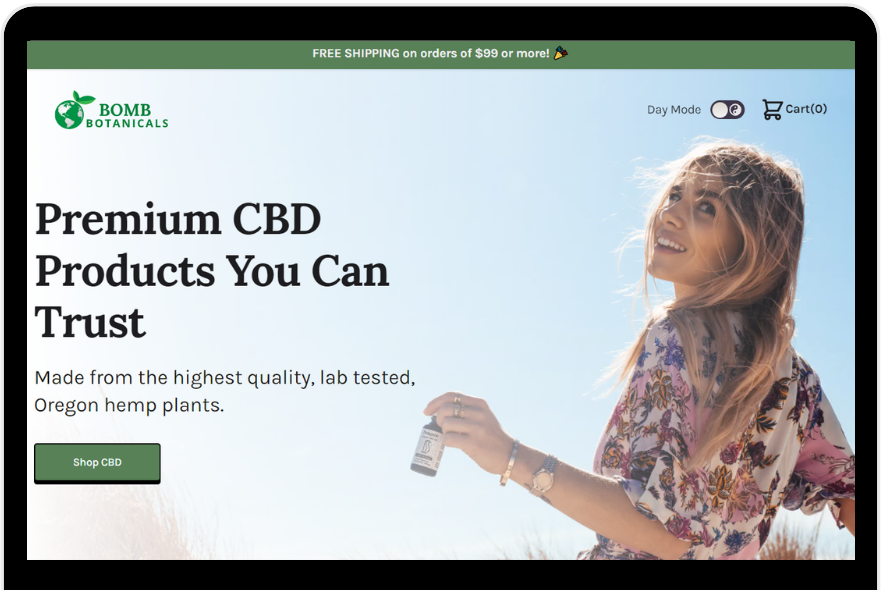 FREE SHIPPING on orders of $99 or more! 🎉
BOMB
BOTANICALS
Day Mode
Cart(0)
Premium CBD
Products You Can
Trust
Made from the highest quality, lab tested,
Oregon hemp plants.
Shop CBD